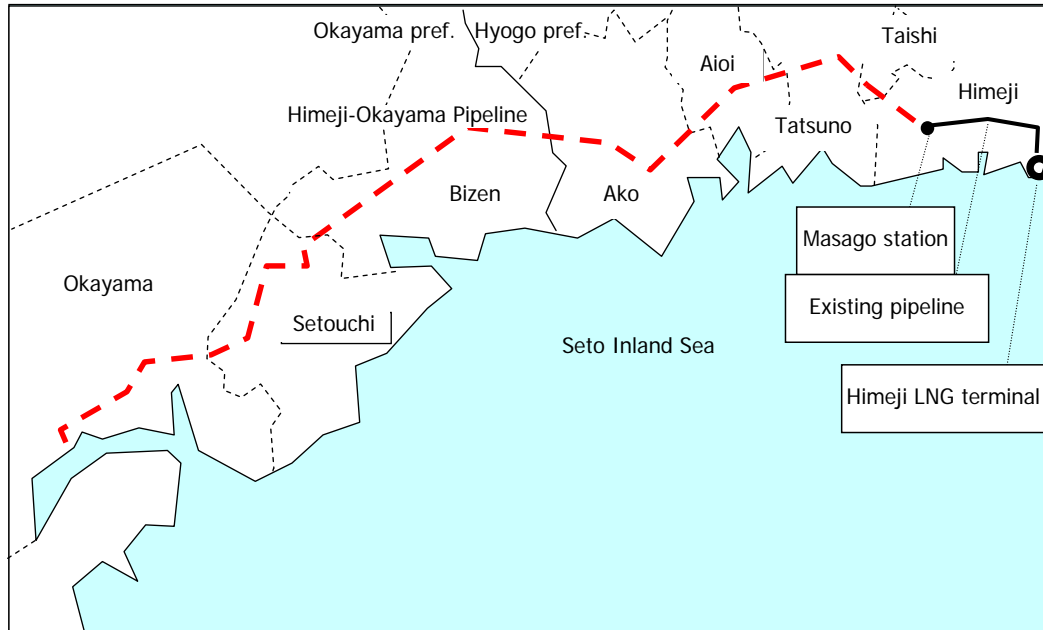 Okayama pref.
Hyogo pref.
Taishi
Aioi
Himeji
Himeji-Okayama Pipeline
Tatsuno
Bizen
Ako
Masago station
Okayama
Existing pipeline
Setouchi
Seto Inland Sea
Himeji LNG terminal